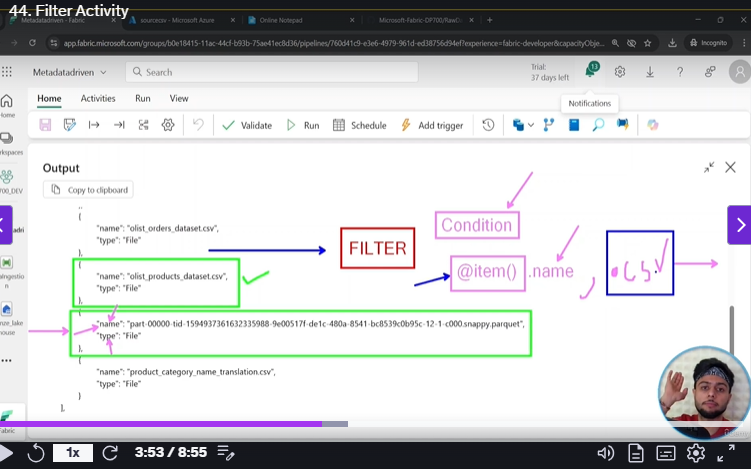 44. Filter Activity
Metadatadriven - Fabric
sourcezv - Microsoft Azure
Online Notepad
Microsoft-Fabric-DP700/RawDa
app.fabric.microsoft.com/groups/b0e18415-11ac-44cf-b93b-75ae41ec8d36/pipelines/760d41c9-e3e6-4979-961d-ed38756d94ef?experience=fabric-developer&capacityObje...
Incognito
Metadatadriven
Search
Trial:
37 days left
13
Home
Activities
Run
View
Notifications
Validate
Run
Schedule
Add trigger
Home
rkspaces
700_DEV
adri
aIngestio
n
nze_lake
house
Fabric
Output
Copy to clipboard
{
"name": "olist_orders_dataset.csv",
"type": "File"
},
{
"name": "olist_products_dataset.csv",
"type": "File"
},
{
"name": "part-00000-tid-1594937361632335988-9e00517f-de1c-480a-8541-bc8539c0b95c-12-1-c000.snappy.parquet",
"type": "File"
},
{
"name": "product_category_name_translation.csv",
"type": "File"
}
],
FILTER
Condition
@item() .name
, .csv
1x
3:53 / 8:55